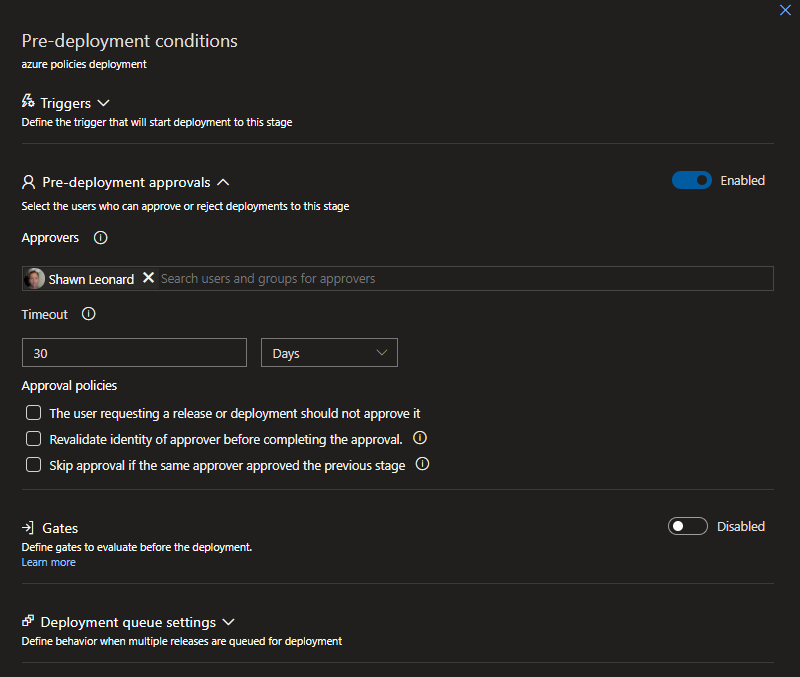 Pre-deployment conditions
azure policies deployment
Triggers
Define the trigger that will start deployment to this stage
Pre-deployment approvals
Enabled
Select the users who can approve or reject deployments to this stage
Approvers
Shawn Leonard Search users and groups for approvers
Timeout
30 Days
Approval policies
The user requesting a release or deployment should not approve it
Revalidate identity of approver before completing the approval.
Skip approval if the same approver approved the previous stage
Gates
Disabled
Define gates to evaluate before the deployment.
Learn more
Deployment queue settings
Define behavior when multiple releases are queued for deployment